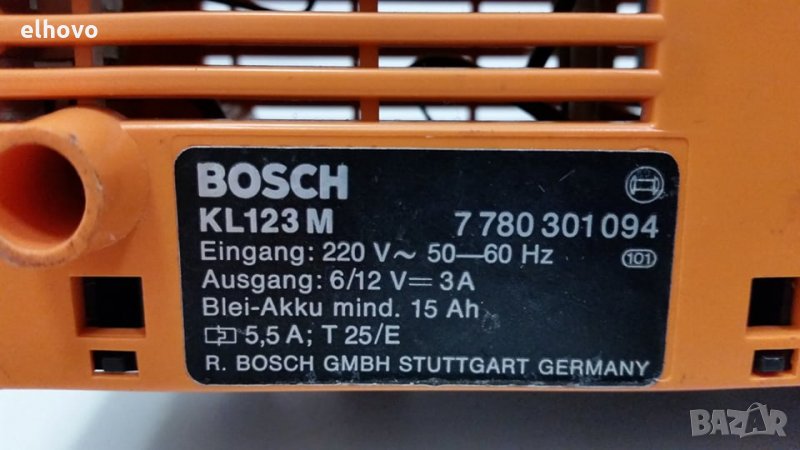 elhovo
BOSCH
KL123 M 7 780 301 094
Eingang: 220 V~ 50—60 Hz
101
Ausgang: 6/12 V⎓ 3A
Blei-Akku mind. 15 Ah
5,5 A; T 25/E
R. BOSCH GMBH STUTTGART GERMANY
BAZAR